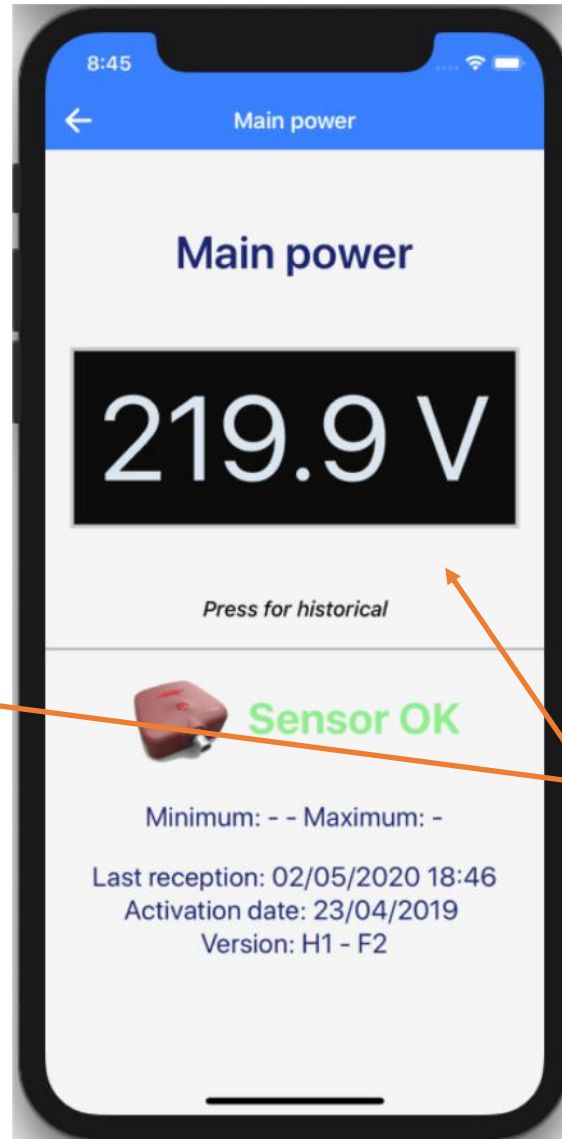 8:45
Main power
Main power
219.9 V
Press for historical
Sensor OK
Minimum: - - Maximum: -
Last reception: 02/05/2020 18:46
Activation date: 23/04/2019
Version: H1 - F2